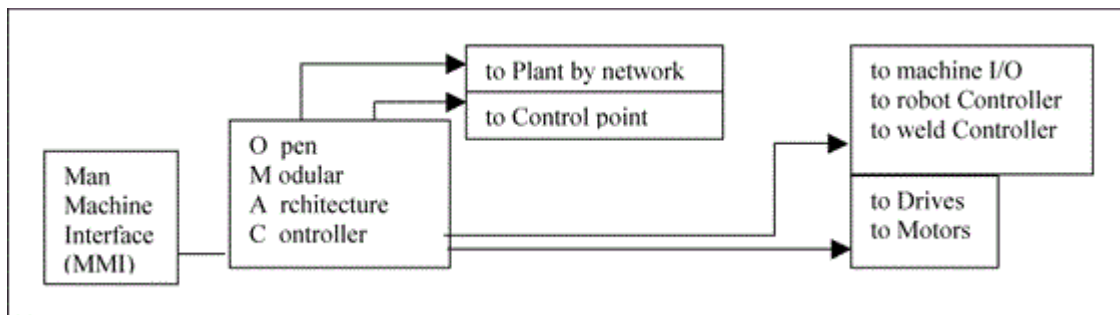 Man
Machine
Interface
(MMI)
O pen
M odular
A rchitecture
C ontroller
to Plant by network
to Control point
to machine I/O
to robot Controller
to weld Controller
to Drives
to Motors